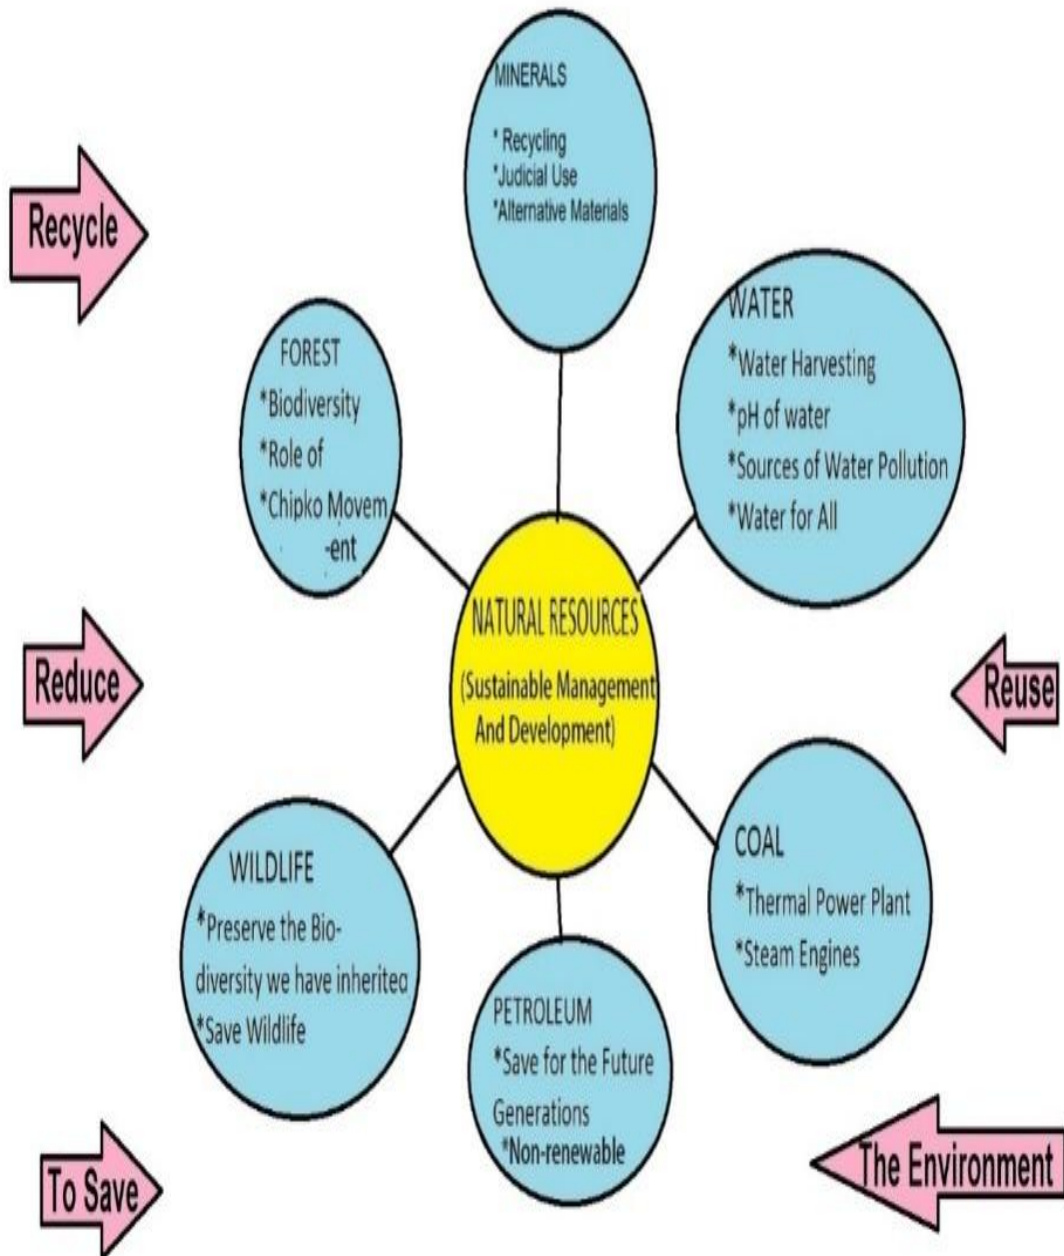 MINERALS
* Recycling
*Judicial Use
*Alternative Materials
Recycle
WATER
*Water Harvesting
*pH of water
*Sources of Water Pollution
*Water for All
FOREST
*Biodiversity
*Role of
*Chipko Movem
-ent
NATURAL RESOURCES
(Sustainable Management
And Development)
Reduce
Reuse
COAL
*Thermal Power Plant
*Steam Engines
WILDLIFE
*Preserve the Bio-
diversity we have inherited
*Save Wildlife
PETROLEUM
*Save for the Future
Generations
*Non-renewable
To Save
The Environment